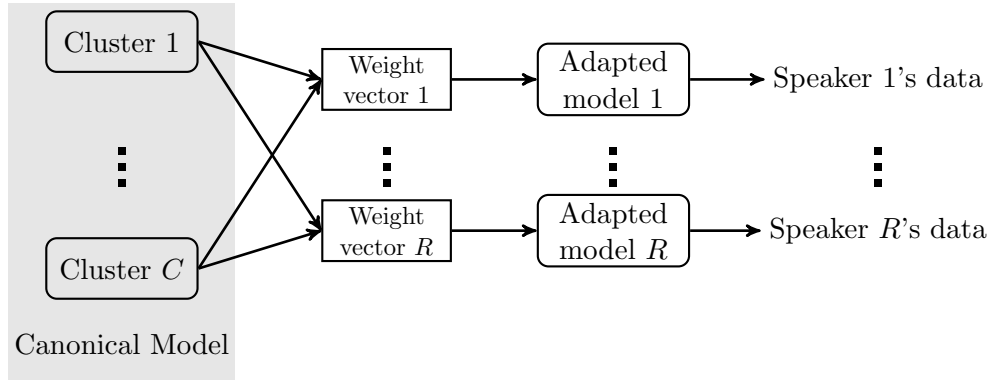 Cluster 1
Weight
vector 1
Adapted
model 1
Speaker 1's data
Cluster C
Weight
vector R
Adapted
model R
Speaker R's data
Canonical Model